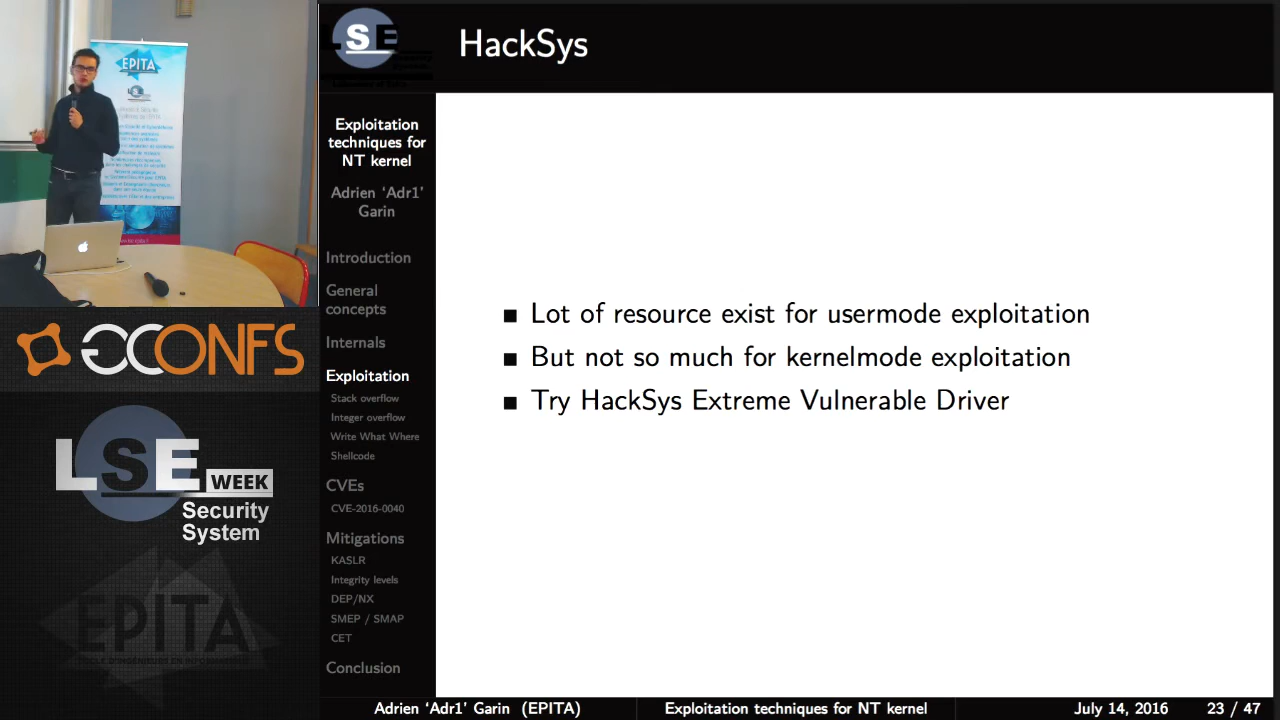 EPITA
LSE
HackSys
Exploitation
techniques for
NT kernel
Adrien ‘Adr1’
Garin
Introduction
General
concepts
Internals
Exploitation
Stack overflow
Integer overflow
Write What Where
Shellcode
CVEs
CVE-2016-0040
Mitigations
KASLR
Integrity levels
DEP/NX
SMEP / SMAP
CET
Conclusion
■ Lot of resource exist for usermode exploitation
■ But not so much for kernelmode exploitation
■ Try HackSys Extreme Vulnerable Driver
CONFS
LSE WEEK
Security
System
EPITA
Adrien ‘Adr1’ Garin (EPITA) Exploitation techniques for NT kernel July 14, 2016 23 / 47